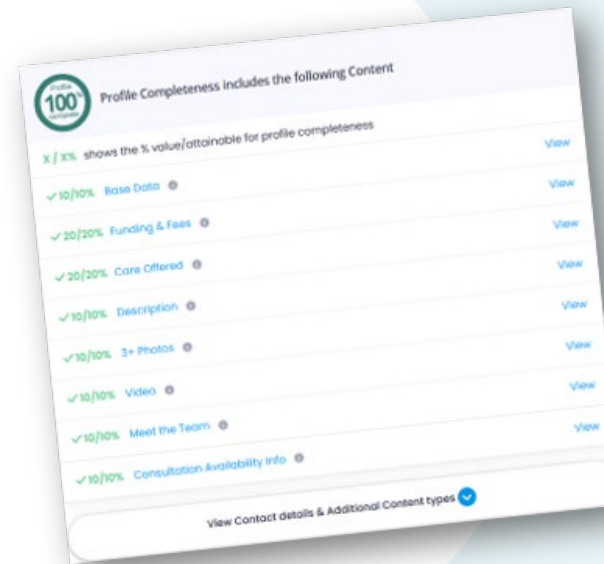 Profile
100%
complete
Profile Completeness includes the following Content
X / X% shows the % value/attainable for profile completeness
10/10% Base Data View
20/20% Funding & Fees View
20/20% Care Offered View
10/10% Description View
10/10% 3+ Photos View
10/10% Video View
10/10% Meet the Team View
10/10% Consultation Availability Info View
View Contact details & Additional Content types